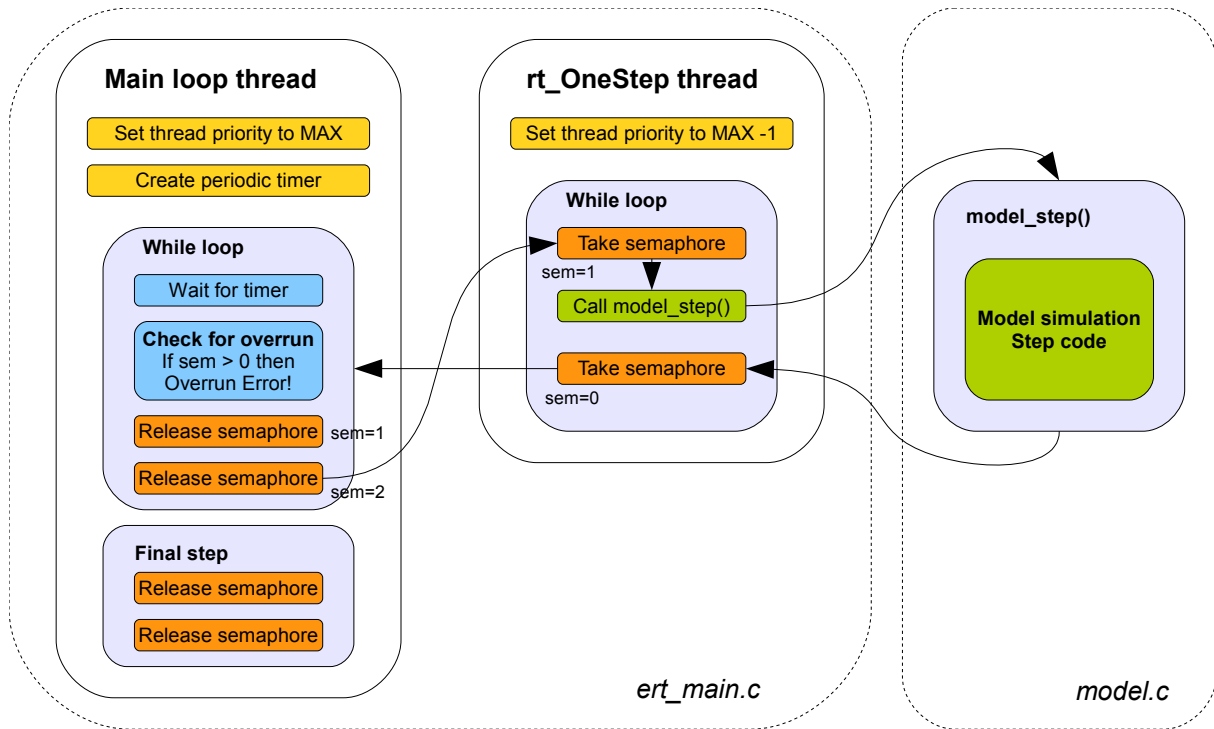 Main loop thread
Set thread priority to MAX
Create periodic timer
While loop
Wait for timer
Check for overrun
If sem > 0 then
Overrun Error!
Release semaphore
sem=1
Release semaphore
sem=2
Final step
Release semaphore
Release semaphore
rt_OneStep thread
Set thread priority to MAX -1
While loop
Take semaphore
sem=1
Call model_step()
Take semaphore
sem=0
ert_main.c
model_step()
Model simulation
Step code
model.c